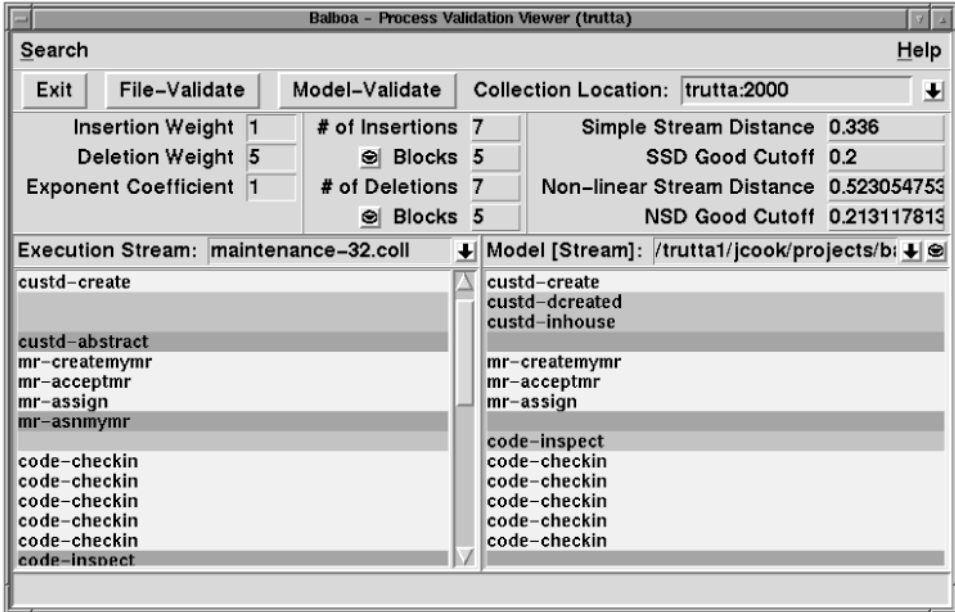 Balboa - Process Validation Viewer (trutta)
Search Help
Exit File-Validate Model-Validate Collection Location: trutta:2000
Insertion Weight 1 # of Insertions 7 Simple Stream Distance 0.336
Deletion Weight 5 Blocks 5 SSD Good Cutoff 0.2
Exponent Coefficient 1 # of Deletions 7 Non-linear Stream Distance 0.523054753
Blocks 5 NSD Good Cutoff 0.213117813
Execution Stream: maintenance-32.coll Model [Stream]: /trutta1/jcook/projects/ba
custd-create custd-create
custd-dcreated
custd-inhouse
custd-abstract
mr-createmymr mr-createmymr
mr-acceptmr mr-acceptmr
mr-assign mr-assign
mr-asnmymr
code-inspect
code-checkin code-checkin
code-checkin code-checkin
code-checkin code-checkin
code-checkin code-checkin
code-checkin code-checkin
code-inspect